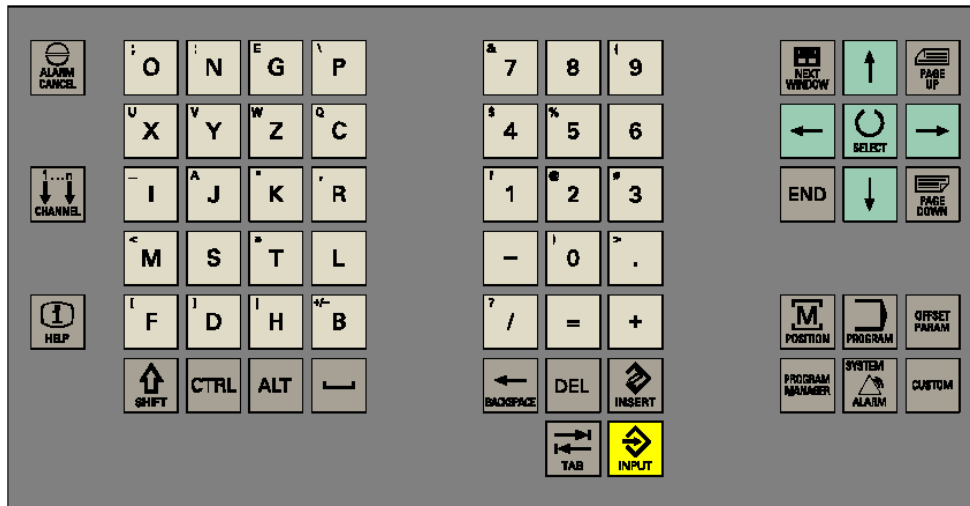 ALARM CANCEL
; O
: N
E G
\ P
& 7
8
( 9
NEXT WINDOW
PAGE UP
U X
V Y
W Z
Q C
$ 4
% 5
6
SELECT
1...n CHANNEL
_ I
A J
" K
, R
! 1
@ 2
# 3
END
PAGE DOWN
< M
S
T
L
-
) 0
> .
HELP
[ F
] D
| H
+/- B
? /
=
+
M POSITION
PROGRAM
OFFSET PARAM
SHIFT
CTRL
ALT
BACKSPACE
DEL
INSERT
PROGRAM MANAGER
SYSTEM ALARM
CUSTOM
TAB
INPUT